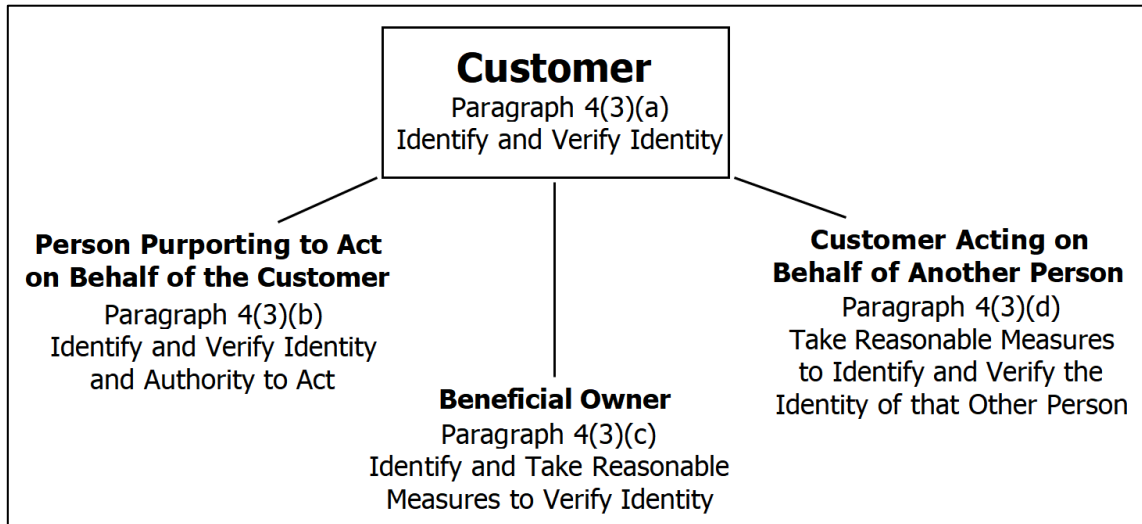 Customer
Paragraph 4(3)(a)
Identify and Verify Identity
Person Purporting to Act
on Behalf of the Customer
Paragraph 4(3)(b)
Identify and Verify Identity
and Authority to Act
Beneficial Owner
Paragraph 4(3)(c)
Identify and Take Reasonable
Measures to Verify Identity
Customer Acting on
Behalf of Another Person
Paragraph 4(3)(d)
Take Reasonable Measures
to Identify and Verify the
Identity of that Other Person